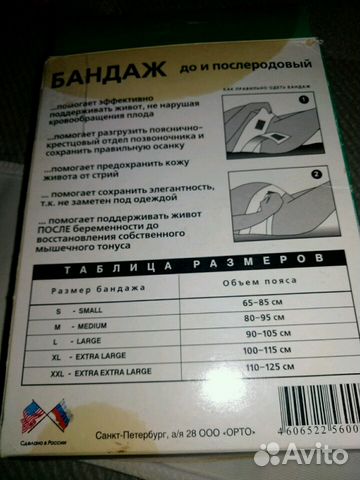 БАНДАЖ до и послеродовый
...помогает эффективно
поддерживать живот, не нарушая
кровообращения плода
...помогает разгрузить пояснично-
крестцовый отдел позвоночника и
сохранить правильную осанку
... помогает предохранить кожу
живота от стрий
... помогает сохранить элегантность,
т.к. не заметен под одеждой
... помогает поддерживать живот
ПОСЛЕ беременности до
восстановления собственного
мышечного тонуса
КАК ПРАВИЛЬНО ОДЕТЬ БАНДАЖ
1
2
ТАБЛИЦА РАЗМЕРОВ
Размер бандажа Объем пояса
S - SMALL 65-85 см
M - MEDIUM 80-95 см
L - LARGE 90-105 см
XL - EXTRA LARGE 100-115 см
XXL - EXTRA EXTRA LARGE 110-125 см
Сделано в России
Санкт-Петербург, а/я 28 ООО «ОРТО»
4 606522 5600
Avito